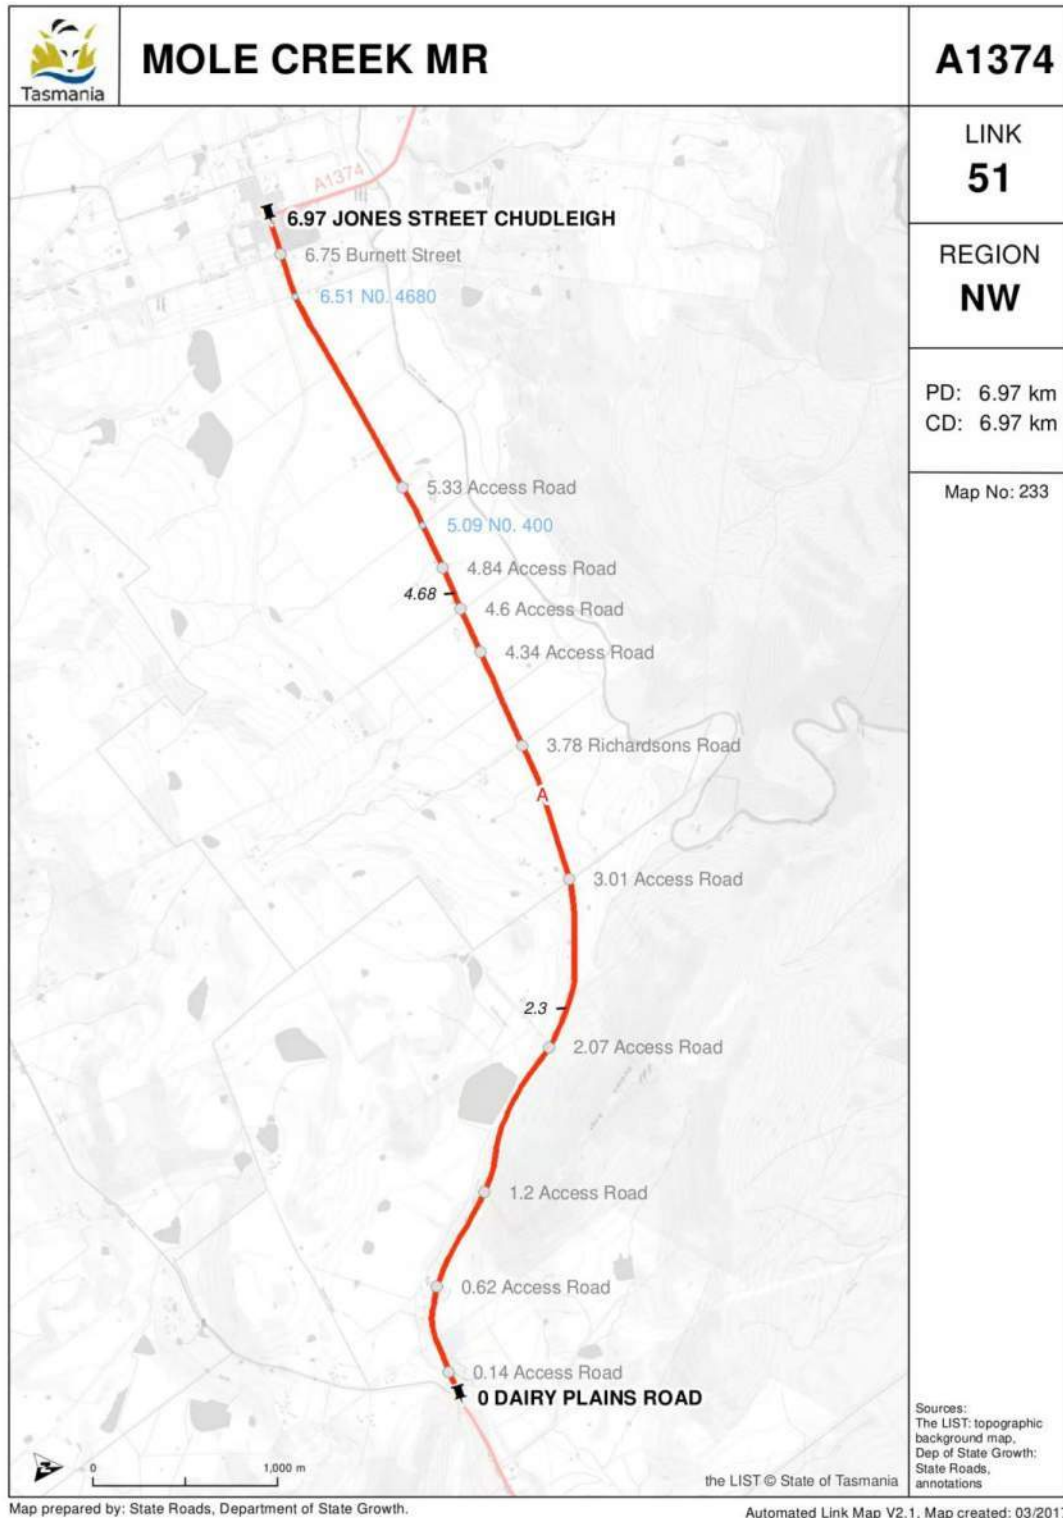 Tasmania
MOLE CREEK MR
A1374
LINK
51
REGION
NW
PD: 6.97 km
CD: 6.97 km
Map No: 233
A1374
6.97 JONES STREET CHUDLEIGH
6.75 Burnett Street
6.51 N0. 4680
5.33 Access Road
5.09 N0. 400
4.84 Access Road
4.68
4.6 Access Road
4.34 Access Road
3.78 Richardsons Road
A
3.01 Access Road
2.3
2.07 Access Road
1.2 Access Road
0.62 Access Road
0.14 Access Road
0 DAIRY PLAINS ROAD
0 1,000 m
the LIST © State of Tasmania
Sources:
The LIST: topographic
background map,
Dep of State Growth:
State Roads,
annotations
Map prepared by: State Roads, Department of State Growth.
Automated Link Map V2.1, Map created: 03/2017